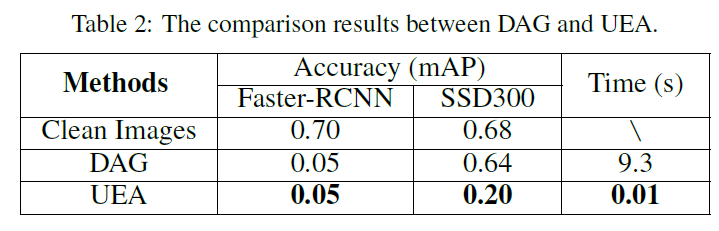 Table 2: The comparison results between DAG and UEA.
Methods Accuracy (mAP) Time (s)
Faster-RCNN SSD300
Clean Images 0.70 0.68 \
DAG 0.05 0.64 9.3
UEA 0.05 0.20 0.01